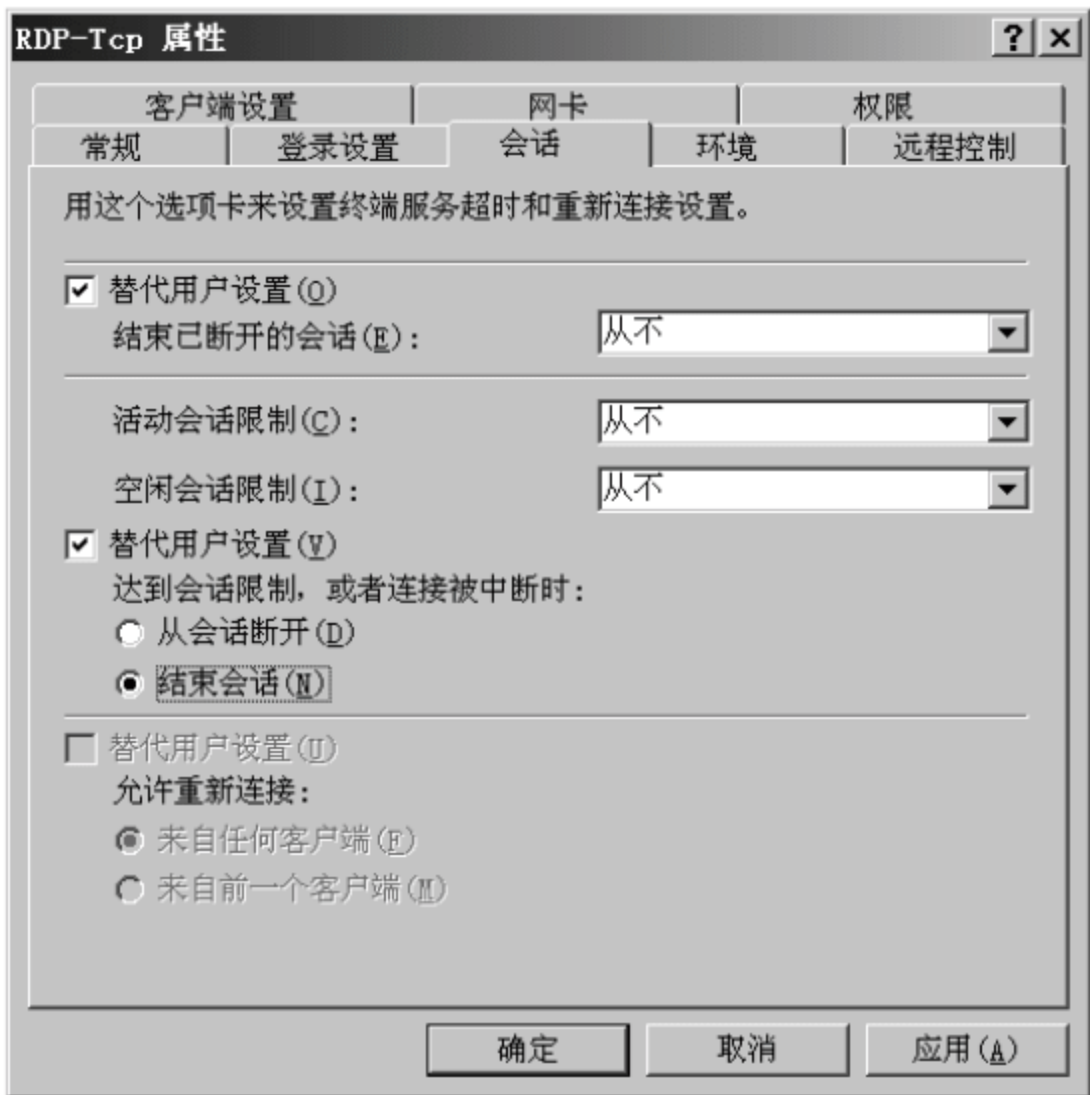 RDP-Tcp 属性
客户端设置 网卡 权限
常规 登录设置 会话 环境 远程控制
用这个选项卡来设置终端服务超时和重新连接设置。
替代用户设置(O)
结束已断开的会话(E): 从不
活动会话限制(C): 从不
空闲会话限制(I): 从不
替代用户设置(V)
达到会话限制，或者连接被中断时:
从会话断开(D)
结束会话(N)
替代用户设置(U)
允许重新连接:
来自任何客户端(F)
来自前一个客户端(M)
确定 取消 应用(A)